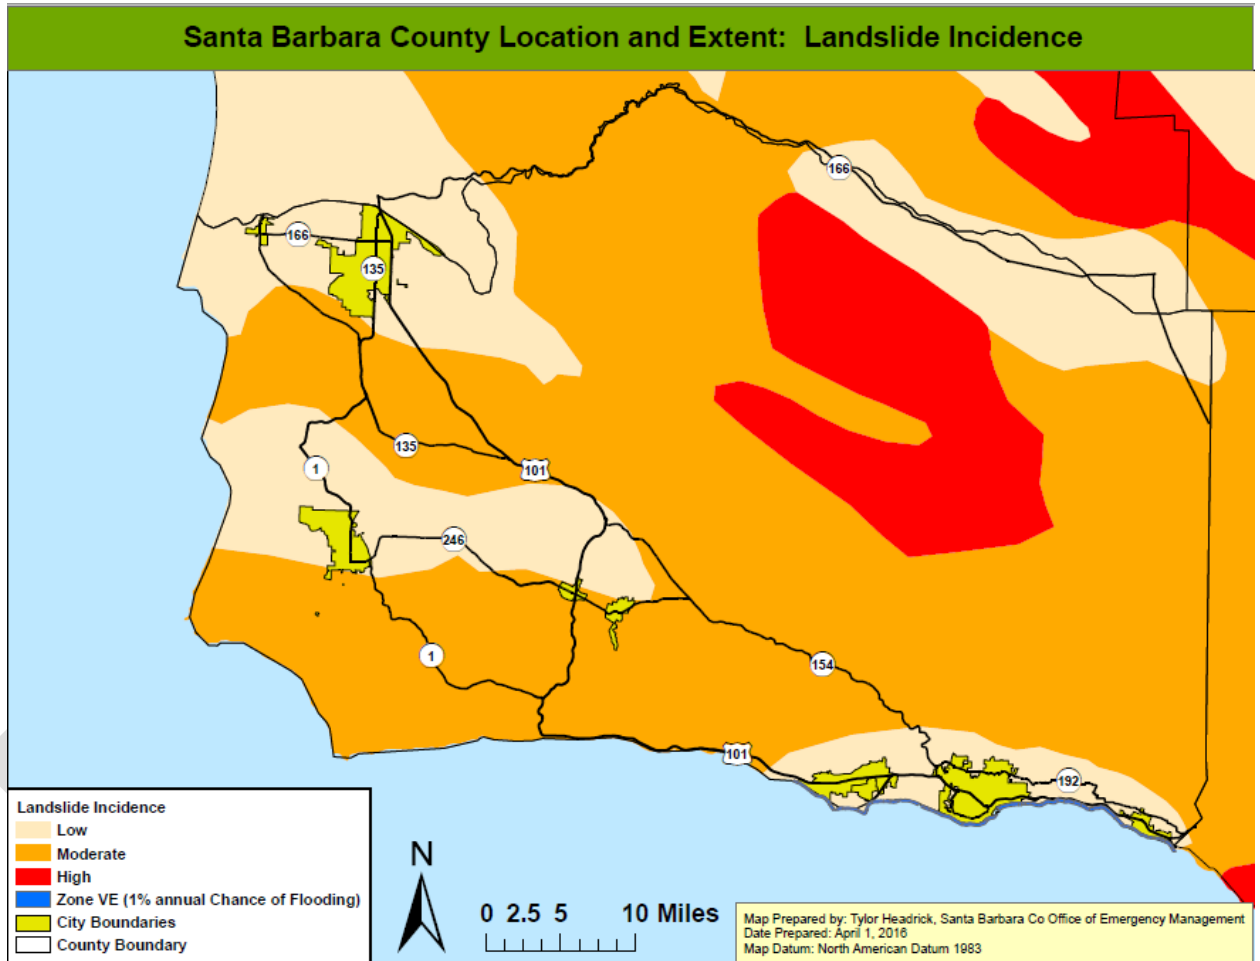 Santa Barbara County Location and Extent:  Landslide Incidence
166
166
135
135
101
1
246
1
154
101
192
Landslide Incidence
Low
Moderate
High
Zone VE (1% annual Chance of Flooding)
City Boundaries
County Boundary
N
0 2.5 5 10 Miles
Map Prepared by: Tylor Headrick, Santa Barbara Co Office of Emergency Management
Date Prepared: April 1, 2016
Map Datum: North American Datum 1983